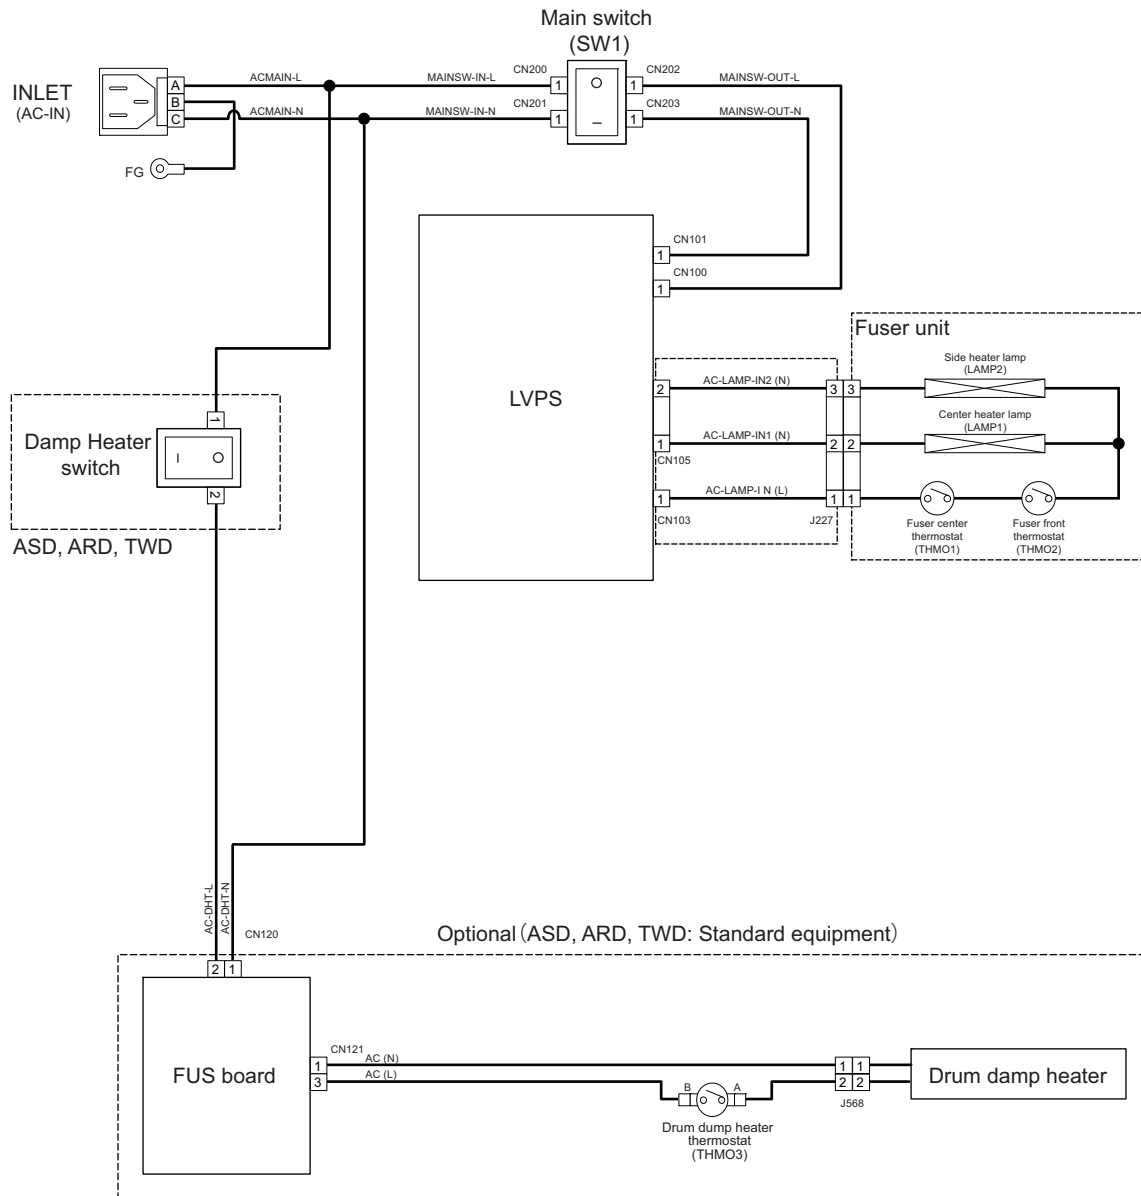 Main switch
(SW1)
INLET
(AC-IN)
A
B
C
ACMAIN-L
ACMAIN-N
MAINSW-IN-L
MAINSW-IN-N
CN200
CN201
1
1
CN202
CN203
1
1
MAINSW-OUT-L
MAINSW-OUT-N
FG
CN101
1
CN100
1
LVPS
Fuser unit
2
AC-LAMP-IN2 (N)
3
3
Side heater lamp
(LAMP2)
1
AC-LAMP-IN1 (N)
2
2
Center heater lamp
(LAMP1)
CN105
1
AC-LAMP-I N (L)
1
1
CN103
J227
Fuser center
thermostat
(THMO1)
Fuser front
thermostat
(THMO2)
1
Damp Heater
switch
2
ASD, ARD, TWD
AC-DHT-L
AC-DHT-N
CN120
2
1
Optional (ASD, ARD, TWD: Standard equipment)
FUS board
CN121
1
AC (N)
3
AC (L)
B
A
Drum dump heater
thermostat
(THMO3)
1
1
2
2
J568
Drum damp heater